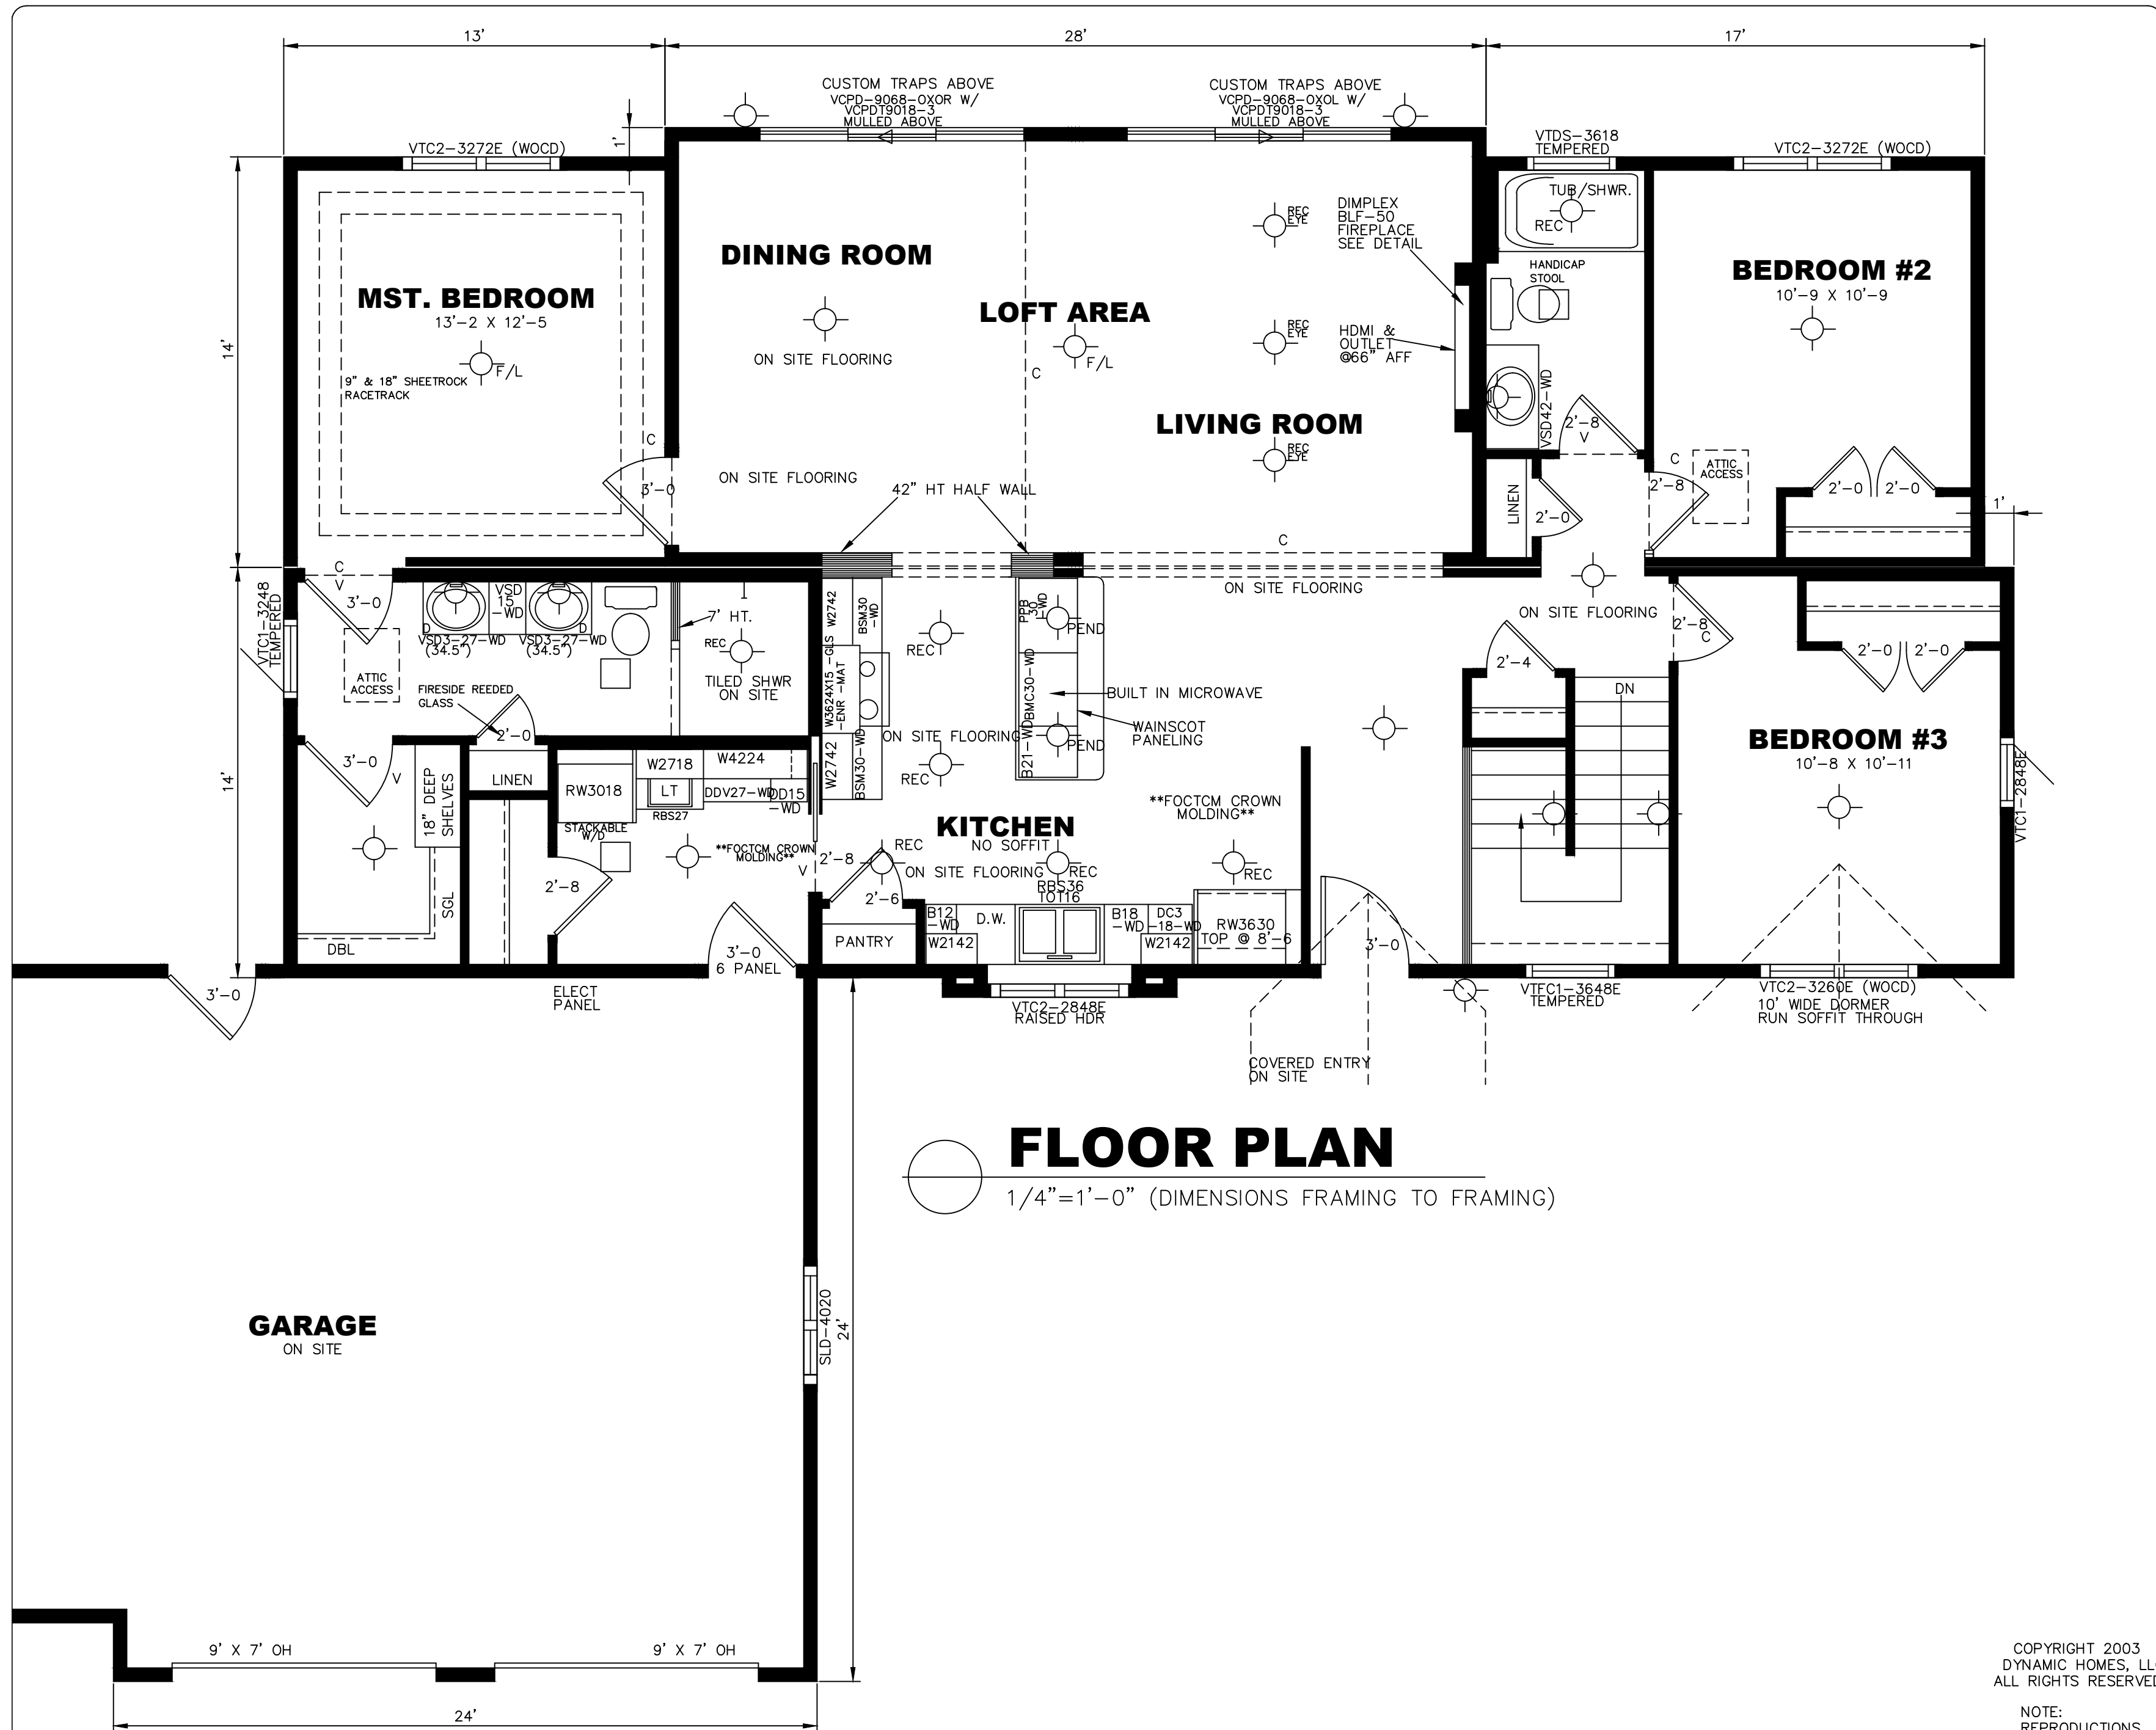 13'
28'
17'
CUSTOM TRAPS ABOVE
VCPD-9068-OXOR W/
VCPDT9018-3
MULLED ABOVE
CUSTOM TRAPS ABOVE
VCPD-9068-OXOL W/
VCPDT9018-3
MULLED ABOVE
1'
VTC2-3272E (WOCD)
VTDS-3618
TEMPERED
VTC2-3272E (WOCD)
TUB/SHWR.
REC
DIMPLEX
BLF-50
FIREPLACE
SEE DETAIL
REC
EYE
DINING ROOM
HANDICAP
STOOL
BEDROOM #2
10'-9 X 10'-9
MST. BEDROOM
13'-2 X 12'-5
LOFT AREA
F/L
C
REC
EYE
HDMI &
OUTLET
@66" AFF
14'
ON SITE FLOORING
F/L
9" & 18" SHEETROCK
RACETRACK
VSD42-WD
LIVING ROOM
2'-8
V
C
REC
EYE
C
ATTIC
ACCESS
ON SITE FLOORING
3'-0
42" HT HALF WALL
LINEN
2'-0
2'-8
2'-0
2'-0
1'
C
C
V
3'-0
ON SITE FLOORING
VTC1-3248
TEMPERED
VSD
15
-WD
D
VSD3-27-WD
(34.5")
D
VSD3-27-WD
(34.5")
7' HT.
REC
TILED SHWR
ON SITE
W2742
BSM30
-WD
PPB
30
L-WD
PEND
REC
ON SITE FLOORING
2'-8
C
ATTIC
ACCESS
FIRESIDE REEDED
GLASS
W3624X15 -GLS
-ENR -MAT
BMC30-WD
BUILT IN MICROWAVE
2'-4
DN
2'-0
2'-0
2'-0
ON SITE FLOORING
PEND
WAINSCOT
PANELING
BEDROOM #3
10'-8 X 10'-11
3'-0
V
14'
18" DEEP
SHELVES
LINEN
RW3018
W2718
W4224
LT
DDV27-WD
DD15
-WD
RBS27
W2742
BSM30-WD
REC
B21-WD
VTC1-2848E
STACKABLE
W/D
**FOCTCM CROWN
MOLDING**
**FOCTCM CROWN
MOLDING**
KITCHEN
NO SOFFIT
2'-8
V
REC
ON SITE FLOORING
REC
REC
2'-8
SGL
DBL
2'-6
PANTRY
B12
-WD
W2142
D.W.
RBS36
TOT16
B18
-WD
DC3
-18-WD
W2142
RW3630
TOP @ 8'-6
3'-0
3'-0
6 PANEL
3'-0
ELECT
PANEL
VTC2-2848E
RAISED HDR
VTFC1-3648E
TEMPERED
VTC2-3260E (WOCD)
10' WIDE DORMER
RUN SOFFIT THROUGH
COVERED ENTRY
ON SITE
FLOOR PLAN
1/4"=1'-0" (DIMENSIONS FRAMING TO FRAMING)
GARAGE
ON SITE
SLD-4020
24'
9' X 7' OH
9' X 7' OH
24'
COPYRIGHT 2003
DYNAMIC HOMES, LL
ALL RIGHTS RESERVED
NOTE:
REPRODUCTIONS